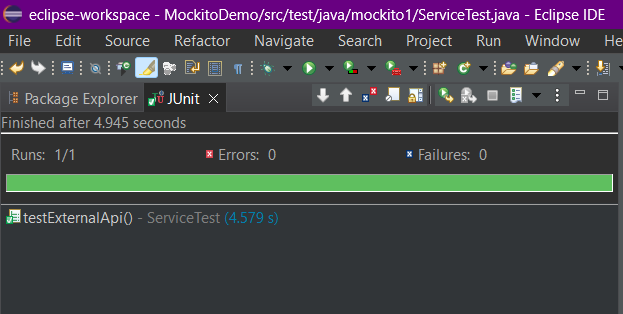 eclipse-workspace - MockitoDemo/src/test/java/mockito1/ServiceTest.java - Eclipse IDE
File Edit Source Refactor Navigate Search Project Run Window He
Package Explorer JUnit
Finished after 4.945 seconds
Runs: 1/1 Errors: 0 Failures: 0
testExternalApi() - ServiceTest (4.579 s)